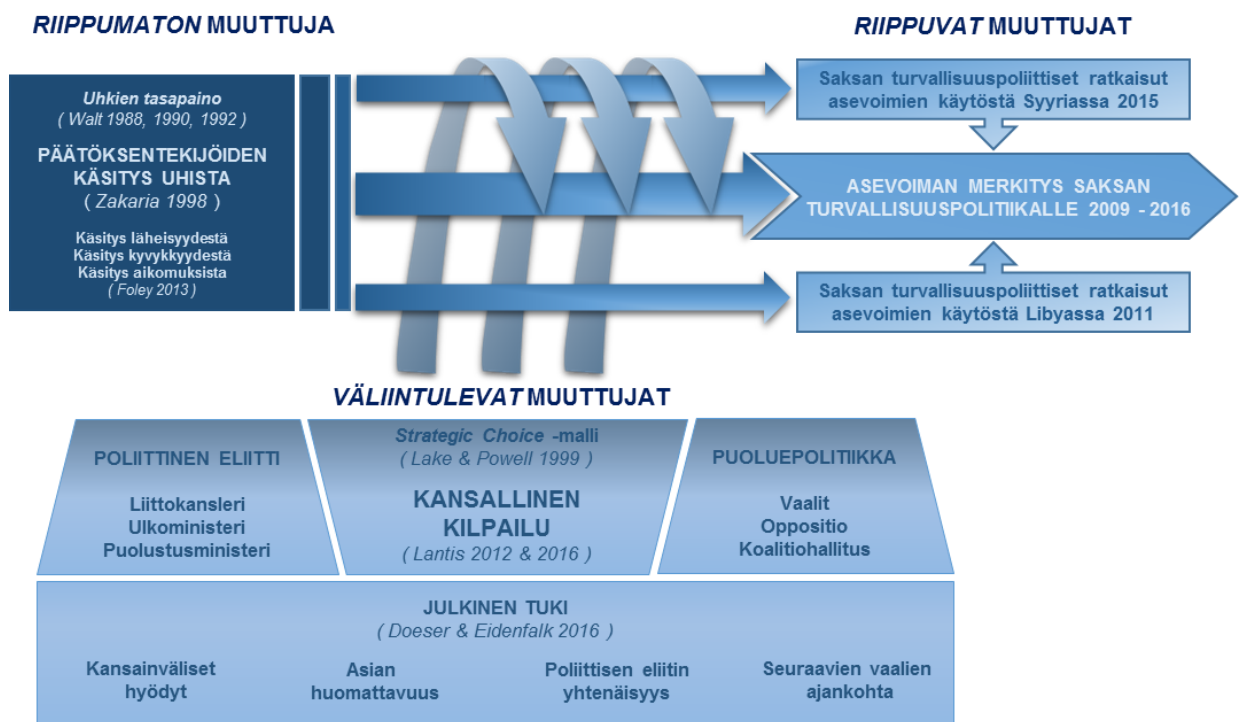 RIIPPUMATON MUUTTUJA
Uhkien tasapaino
( Walt 1988, 1990, 1992 )
PÄÄTÖKSENTEKIJÖIDEN
KÄSITYS UHISTA
( Zakaria 1998 )
Käsitys läheisyydestä
Käsitys kyvykkyydestä
Käsitys aikomuksista
( Foley 2013 )
RIIPPUVAT MUUTTUJAT
Saksan turvallisuuspoliittiset ratkaisut
asevoimien käytöstä Syyriassa 2015
ASEVOIMAN MERKITYS SAKSAN
TURVALLISUUSPOLITIIKALLE 2009 - 2016
Saksan turvallisuuspoliittiset ratkaisut
asevoimien käytöstä Libyassa 2011
VÄLIINTULEVAT MUUTTUJAT
POLIITTINEN ELIITTI
Liittokansleri
Ulkoministeri
Puolustusministeri
Strategic Choice -malli
( Lake & Powell 1999 )
KANSALLINEN
KILPAILU
( Lantis 2012 & 2016 )
PUOLUEPOLITIIKKA
Vaalit
Oppositio
Koalitiohallitus
JULKINEN TUKI
( Doeser & Eidenfalk 2016 )
Kansainväliset
hyödyt
Asian
huomattavuus
Poliittisen eliitin
yhtenäisyys
Seuraavien vaalien
ajankohta